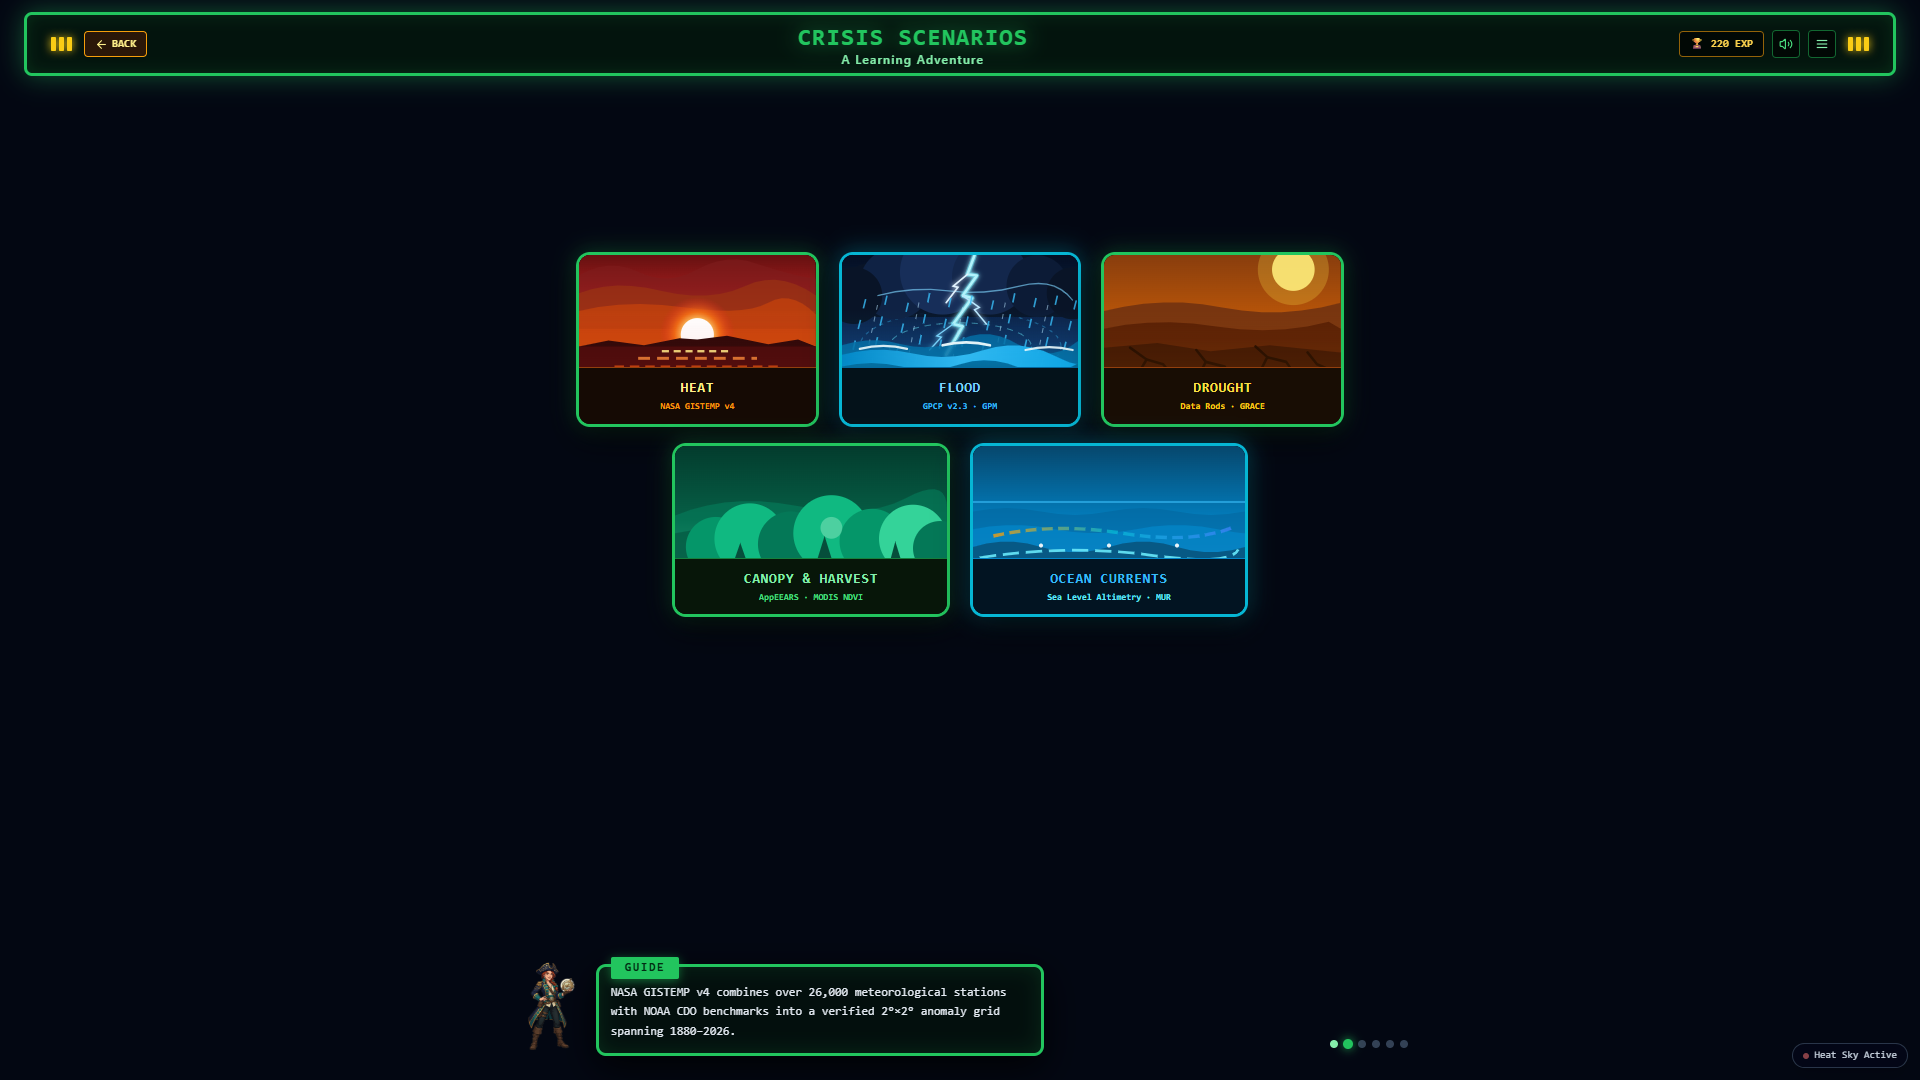 BACK
CRISIS SCENARIOS
A Learning Adventure
220 EXP
HEAT
NASA GISTEMP v4
FLOOD
GPCP v2.3 · GPM
DROUGHT
Data Rods · GRACE
CANOPY & HARVEST
AppEEARS · MODIS NDVI
OCEAN CURRENTS
Sea Level Altimetry · MUR
GUIDE
NASA GISTEMP v4 combines over 26,000 meteorological stations
with NOAA CDO benchmarks into a verified 2°×2° anomaly grid
spanning 1880–2026.
Heat Sky Active